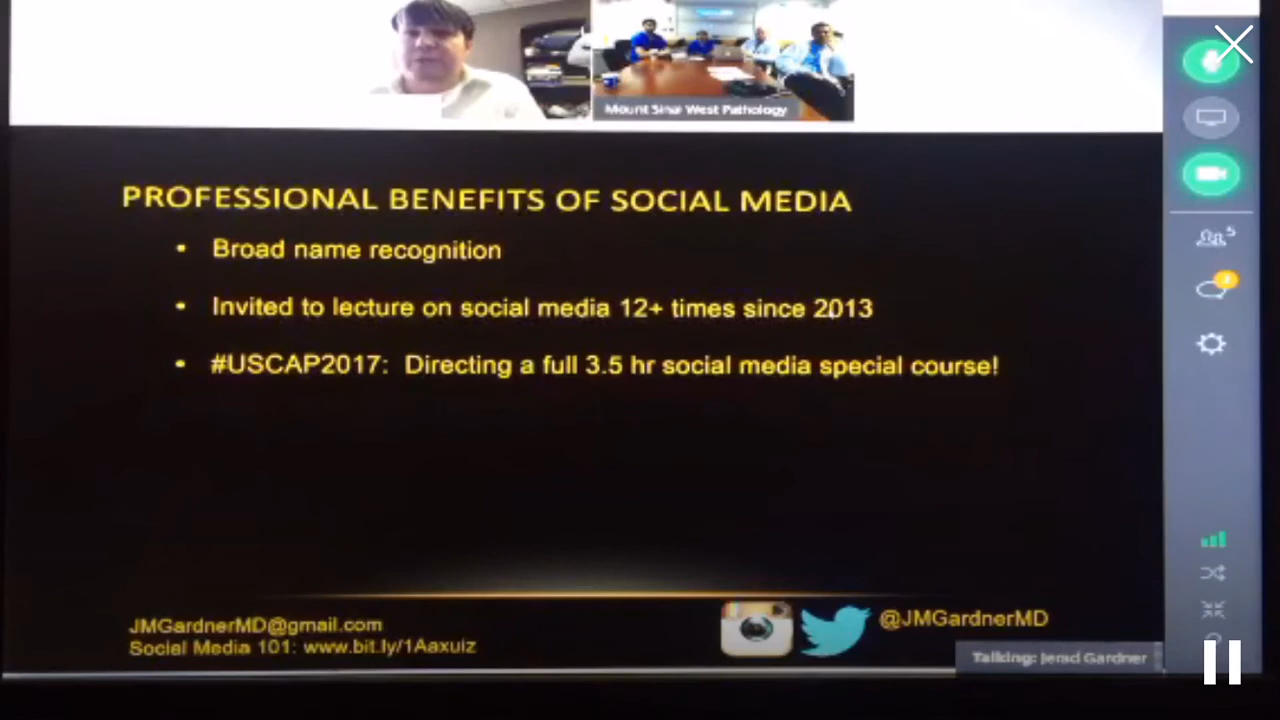 Mount Sinai West Pathology
PROFESSIONAL BENEFITS OF SOCIAL MEDIA
• Broad name recognition
• Invited to lecture on social media 12+ times since 2013
• #USCAP2017: Directing a full 3.5 hr social media special course!
5
JMGardnerMD@gmail.com
Social Media 101: www.bit.ly/1Aaxuiz
@JMGardnerMD
Talking: Gardner